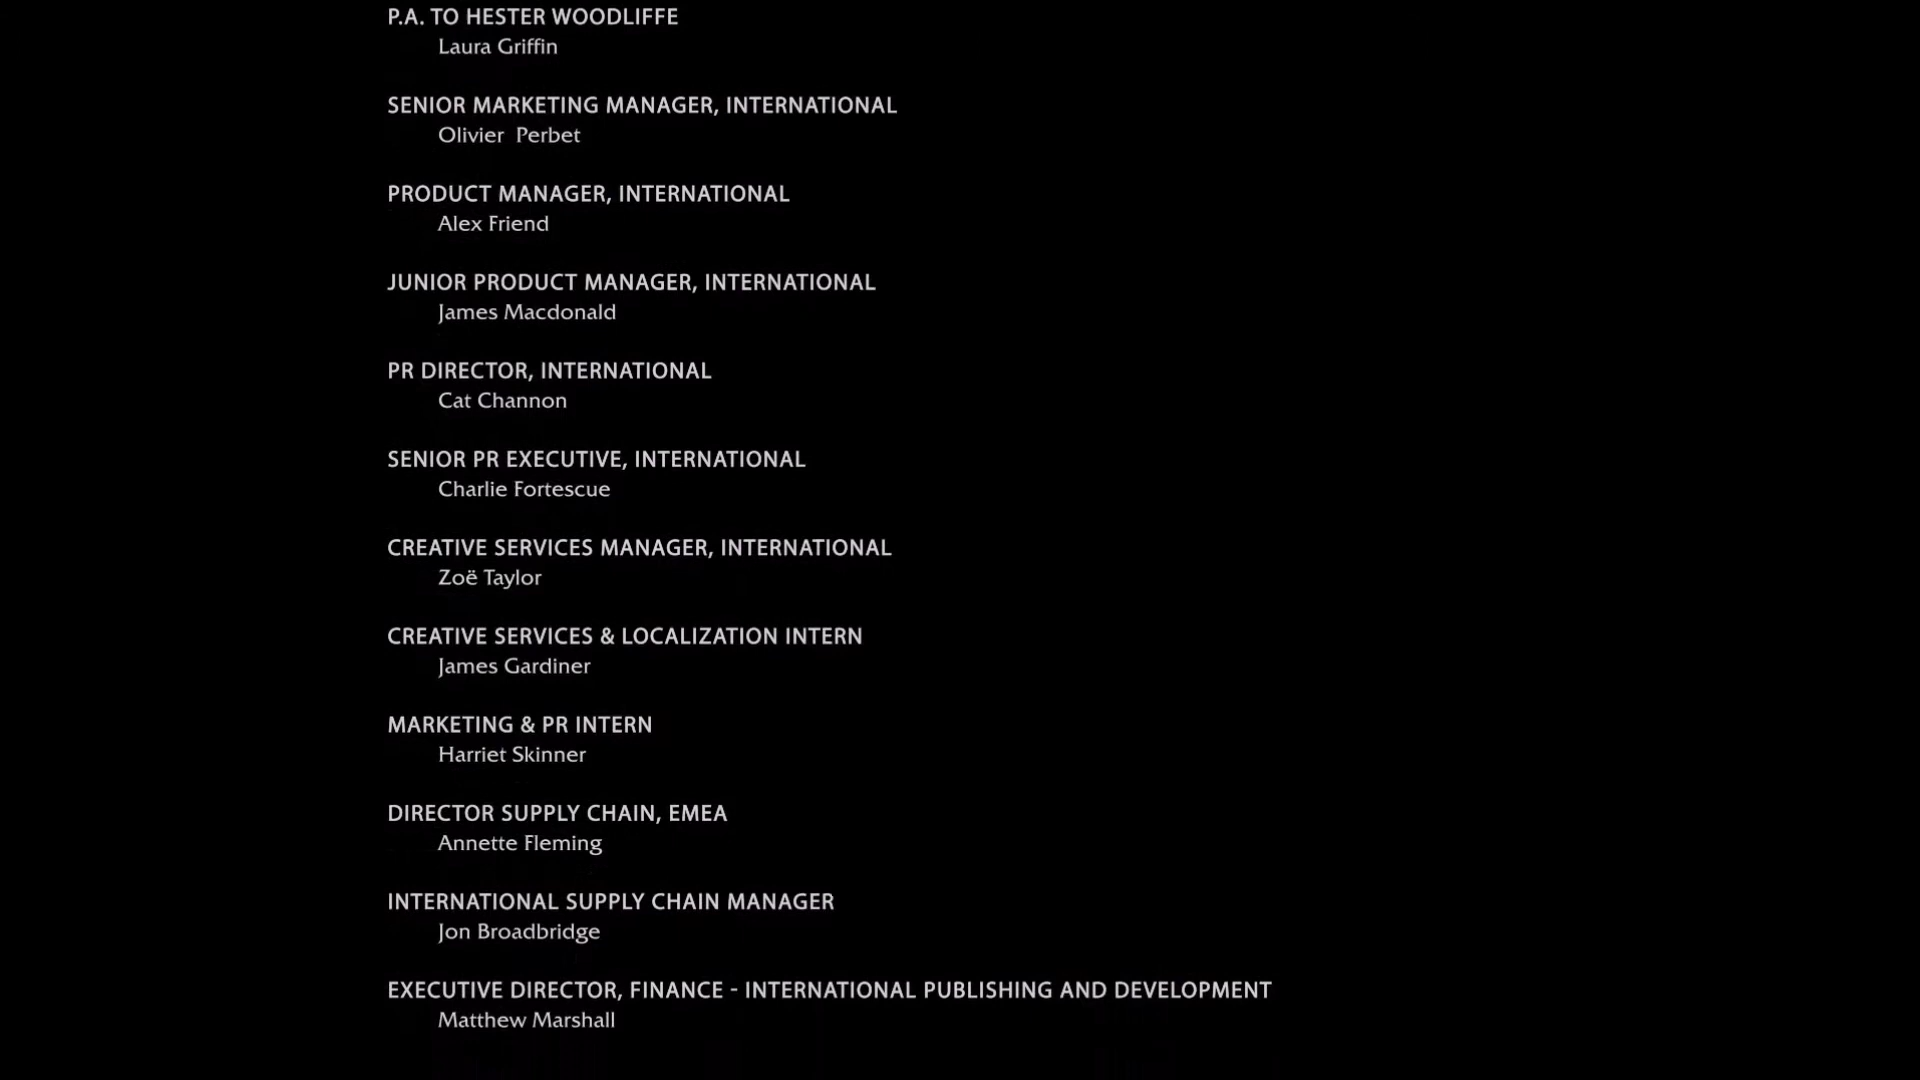 P.A. TO HESTER WOODLIFFE
Laura Griffin
SENIOR MARKETING MANAGER, INTERNATIONAL
Olivier  Perbet
PRODUCT MANAGER, INTERNATIONAL
Alex Friend
JUNIOR PRODUCT MANAGER, INTERNATIONAL
James Macdonald
PR DIRECTOR, INTERNATIONAL
Cat Channon
SENIOR PR EXECUTIVE, INTERNATIONAL
Charlie Fortescue
CREATIVE SERVICES MANAGER, INTERNATIONAL
Zoë Taylor
CREATIVE SERVICES & LOCALIZATION INTERN
James Gardiner
MARKETING & PR INTERN
Harriet Skinner
DIRECTOR SUPPLY CHAIN, EMEA
Annette Fleming
INTERNATIONAL SUPPLY CHAIN MANAGER
Jon Broadbridge
EXECUTIVE DIRECTOR, FINANCE - INTERNATIONAL PUBLISHING AND DEVELOPMENT
Matthew Marshall